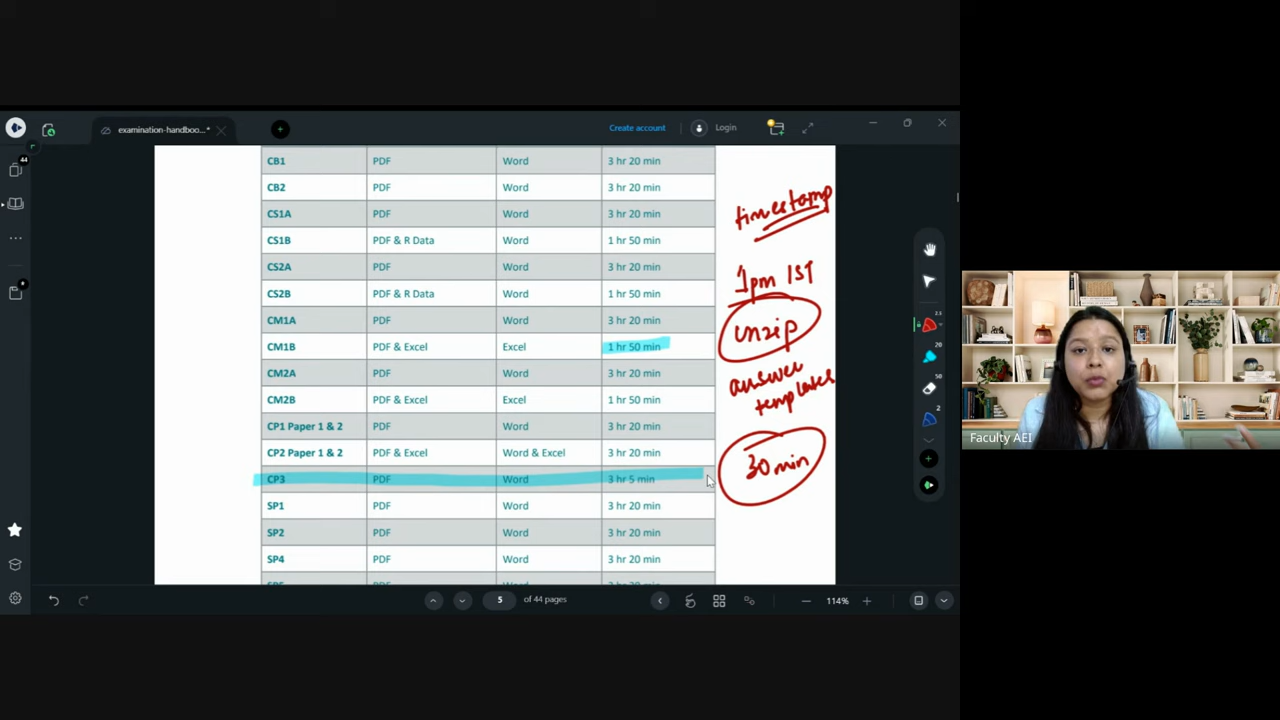 examination-handboo...*
Create account
Login
44
CB1 PDF Word 3 hr 20 min
CB2 PDF Word 3 hr 20 min
CS1A PDF Word 3 hr 20 min
CS1B PDF & R Data Word 1 hr 50 min
CS2A PDF Word 3 hr 20 min
CS2B PDF & R Data Word 1 hr 50 min
CM1A PDF Word 3 hr 20 min
CM1B PDF & Excel Excel 1 hr 50 min
CM2A PDF Word 3 hr 20 min
CM2B PDF & Excel Excel 1 hr 50 min
CP1 Paper 1 & 2 PDF Word 3 hr 20 min
CP2 Paper 1 & 2 PDF & Excel Word & Excel 3 hr 20 min
CP3 PDF Word 3 hr 5 min
SP1 PDF Word 3 hr 20 min
SP2 PDF Word 3 hr 20 min
SP4 PDF Word 3 hr 20 min
timestamp
1pm IST
unzip
answer
templates
30 min
2.5
20
50
2
Faculty AEI
5 of 44 pages
114%